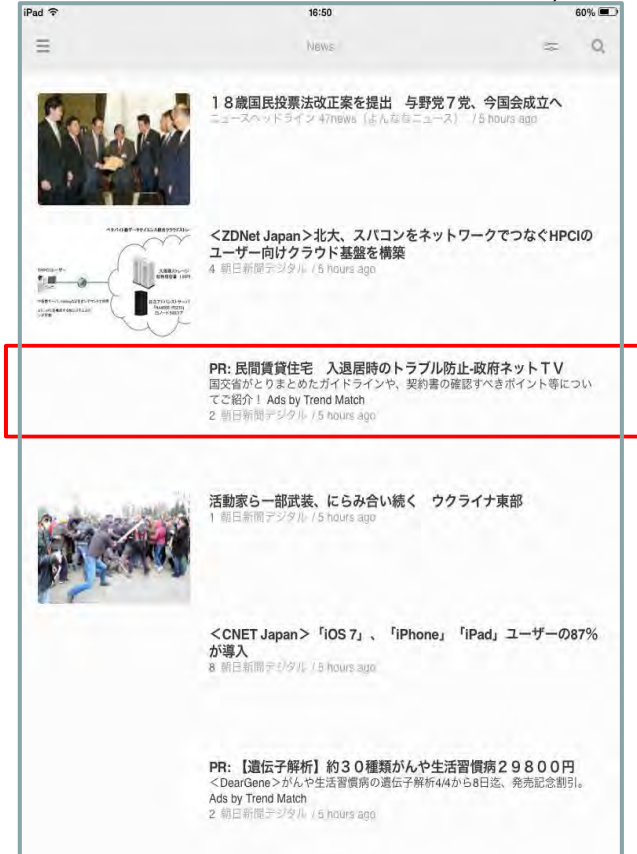 iPad 16:50 60%
News
18歳国民投票法改正案を提出　与野党7党、今国会成立へ
ニュースヘッドライン 47news（よんななニュース） / 5 hours ago
<ZDNet Japan>北大、スパコンをネットワークでつなぐHPCIの
ユーザー向けクラウド基盤を構築
4 朝日新聞デジタル / 5 hours ago
PR: 民間賃貸住宅　入退居時のトラブル防止-政府ネットＴＶ
国交省がとりまとめたガイドラインや、契約書の確認すべきポイント等につい
てご紹介！ Ads by Trend Match
2 朝日新聞デジタル / 5 hours ago
活動家ら一部武装、にらみ合い続く　ウクライナ東部
1 朝日新聞デジタル / 5 hours ago
<CNET Japan>「iOS 7」、「iPhone」「iPad」ユーザーの87%
が導入
8 朝日新聞デジタル / 5 hours ago
PR: 【遺伝子解析】約３０種類がんや生活習慣病２９８００円
<DearGene>がんや生活習慣病の遺伝子解析4/4から8日迄、発売記念割引。
Ads by Trend Match
2 朝日新聞デジタル / 5 hours ago